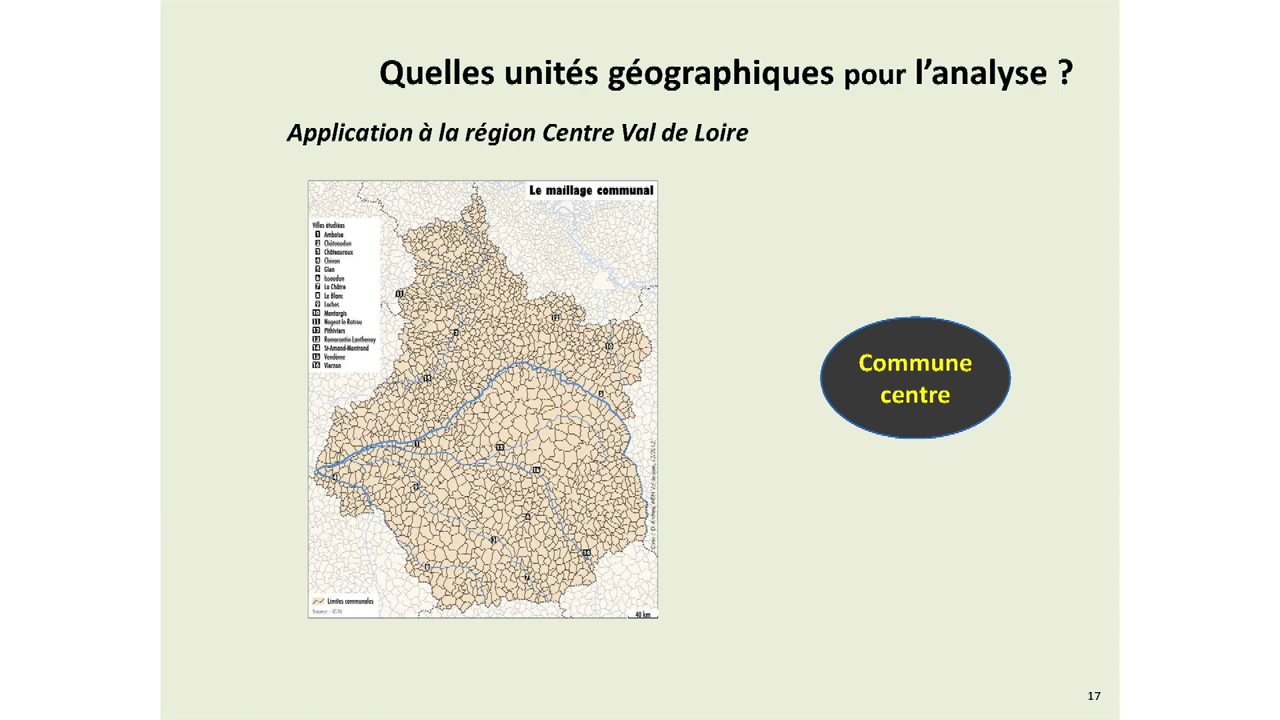 Quelles unités géographiques pour l'analyse ?
Application à la région Centre Val de Loire
Le maillage communal
Villes étudiées
1 Amboise
2 Châteaudun
3 Châteauroux
4 Chinon
5 Gien
6 Issoudun
7 La Châtre
8 Le Blanc
9 Loches
10 Montargis
11 Nogent-le-Rotrou
12 Pithiviers
13 Romorantin-Lanthenay
14 St-Amand-Montrond
15 Vendôme
16 Vierzon
Commune
centre
Limites communales
Source : IGN
40 km
17